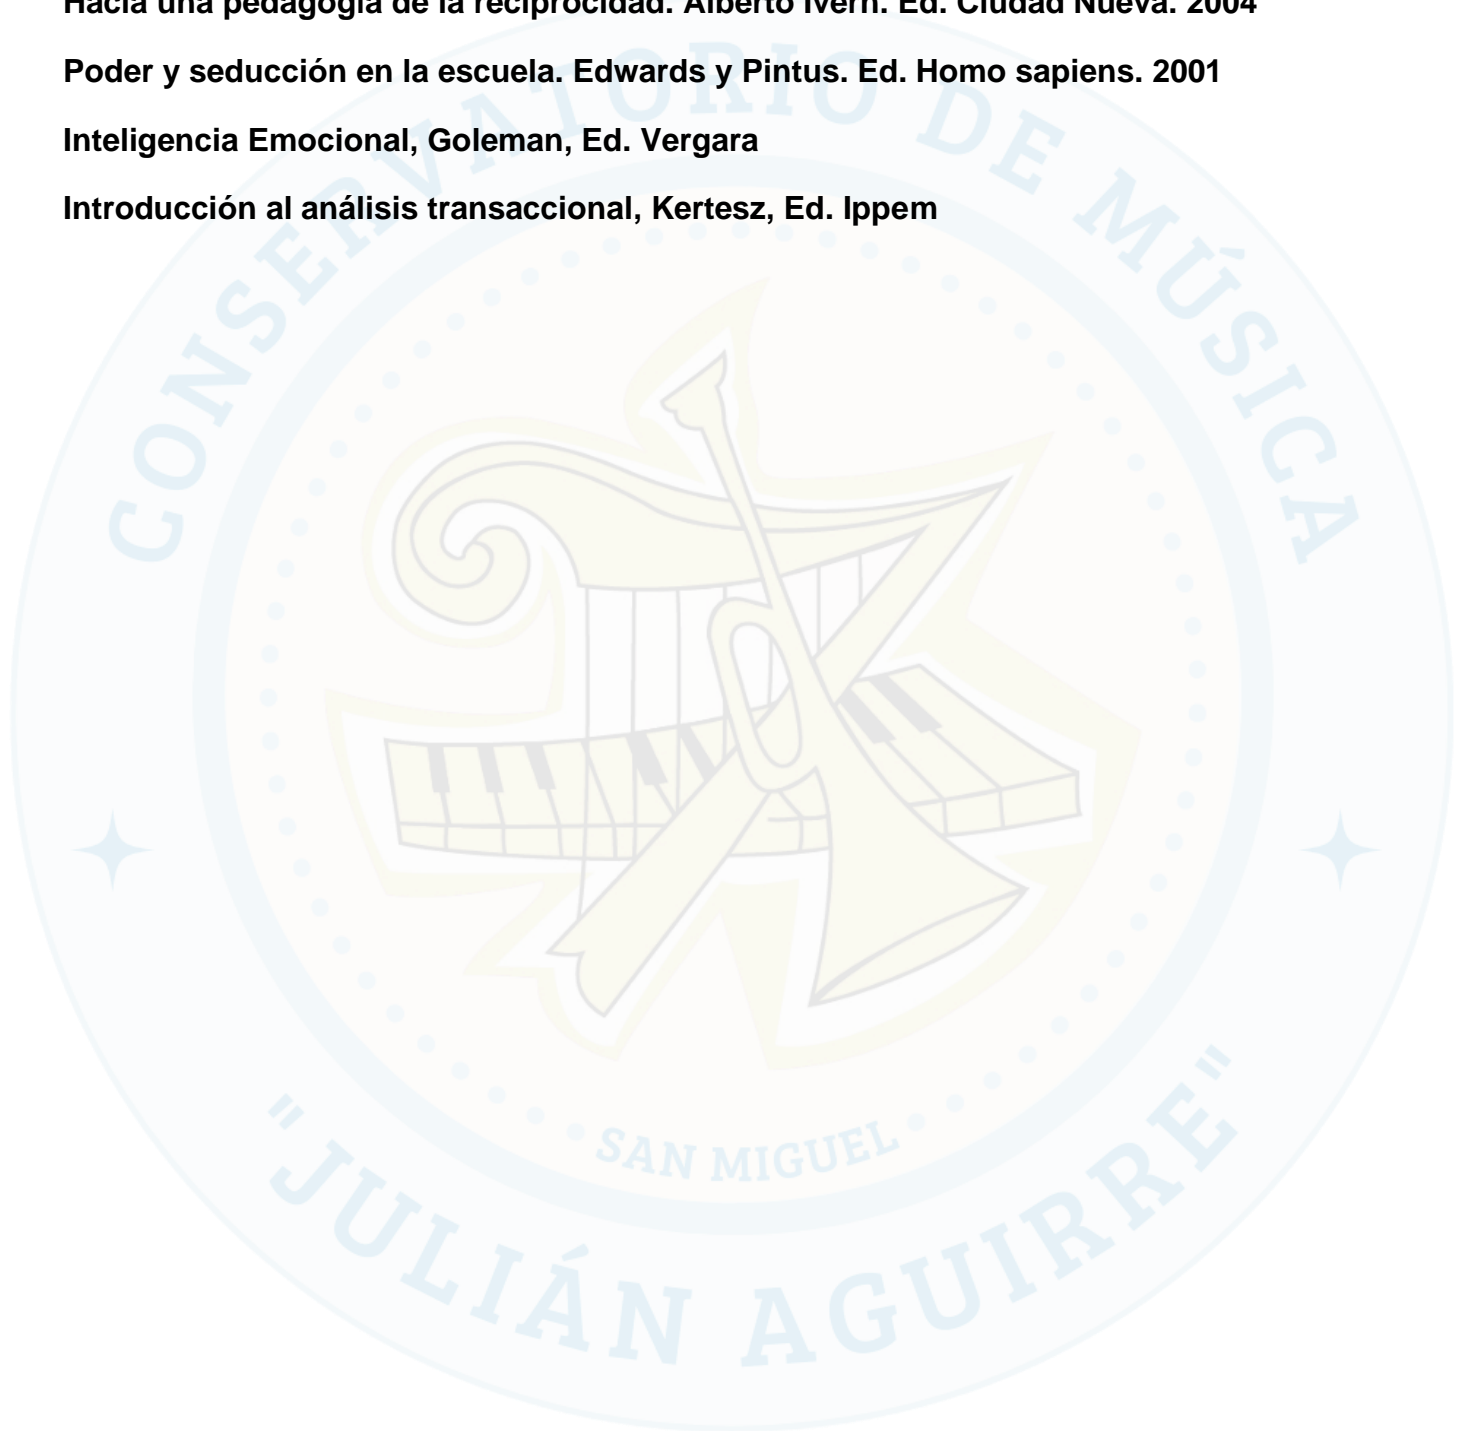 Hacia una pedagogía de la reciprocidad. Alberto Ivern. Ed. Ciudad Nueva. 2004
Poder y seducción en la escuela. Edwards y Pintus. Ed. Homo sapiens. 2001
Inteligencia Emocional, Goleman, Ed. Vergara
Introducción al análisis transaccional, Kertesz, Ed. Ippem
CONSERVATORIO DE MÚSICA
SAN MIGUEL
"JULIÁN AGUIRRE"